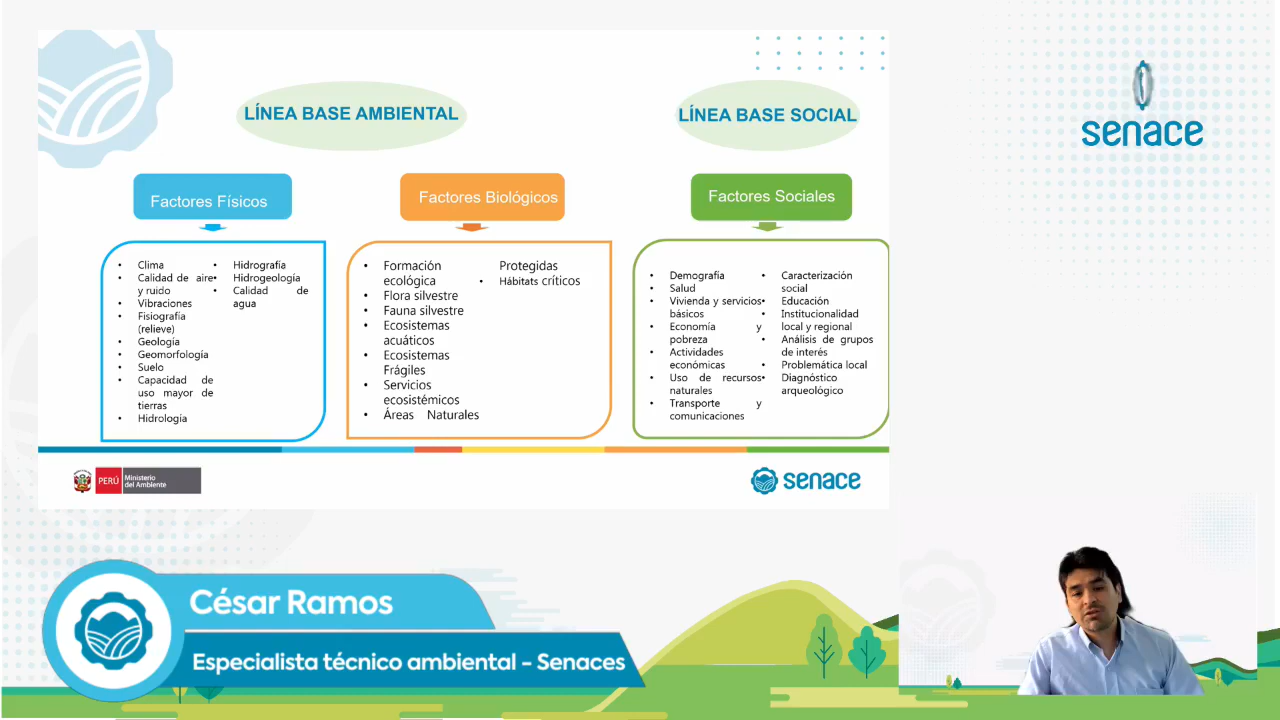 LÍNEA BASE AMBIENTAL
LÍNEA BASE SOCIAL
senace
Factores Físicos
Factores Biológicos
Factores Sociales
• Clima
• Calidad de aire
y ruido
• Vibraciones
• Fisiografía
(relieve)
• Geología
• Geomorfología
• Suelo
• Capacidad de
uso mayor de
tierras
• Hidrología
• Hidrografía
• Hidrogeología
• Calidad de
agua
• Formación
ecológica
• Flora silvestre
• Fauna silvestre
• Ecosistemas
acuáticos
• Ecosistemas
Frágiles
• Servicios
ecosistémicos
• Áreas Naturales
Protegidas
• Hábitats críticos
• Demografía
• Salud
• Vivienda y servicios
básicos
• Economía y
pobreza
• Actividades
económicas
• Uso de recursos
naturales
• Transporte y
comunicaciones
• Caracterización
social
• Educación
• Institucionalidad
local y regional
• Análisis de grupos
de interés
• Problemática local
• Diagnóstico
arqueológico
PERÚ
Ministerio
del Ambiente
senace
César Ramos
Especialista técnico ambiental - Senaces